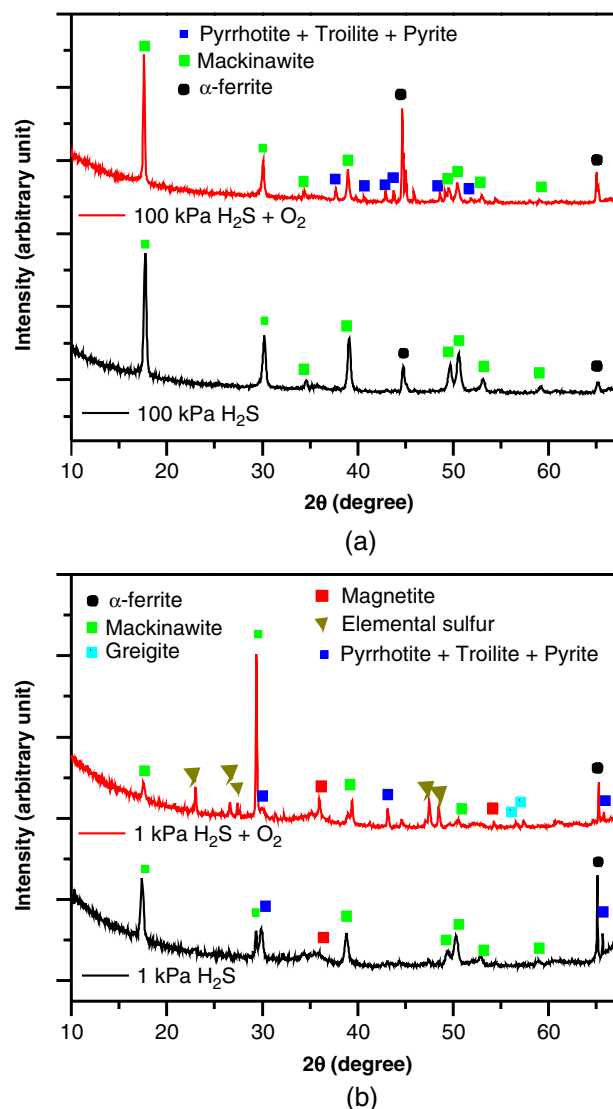 Pyrrhotite + Troilite + Pyrite
Mackinawite
α-ferrite
Intensity (arbitrary unit)
100 kPa H₂S + O₂
100 kPa H₂S
10 20 30 40 50 60
2θ (degree)
(a)
α-ferrite
Mackinawite
Greigite
Magnetite
Elemental sulfur
Pyrrhotite + Troilite + Pyrite
Intensity (arbitrary unit)
1 kPa H₂S + O₂
1 kPa H₂S
10 20 30 40 50 60
2θ (degree)
(b)